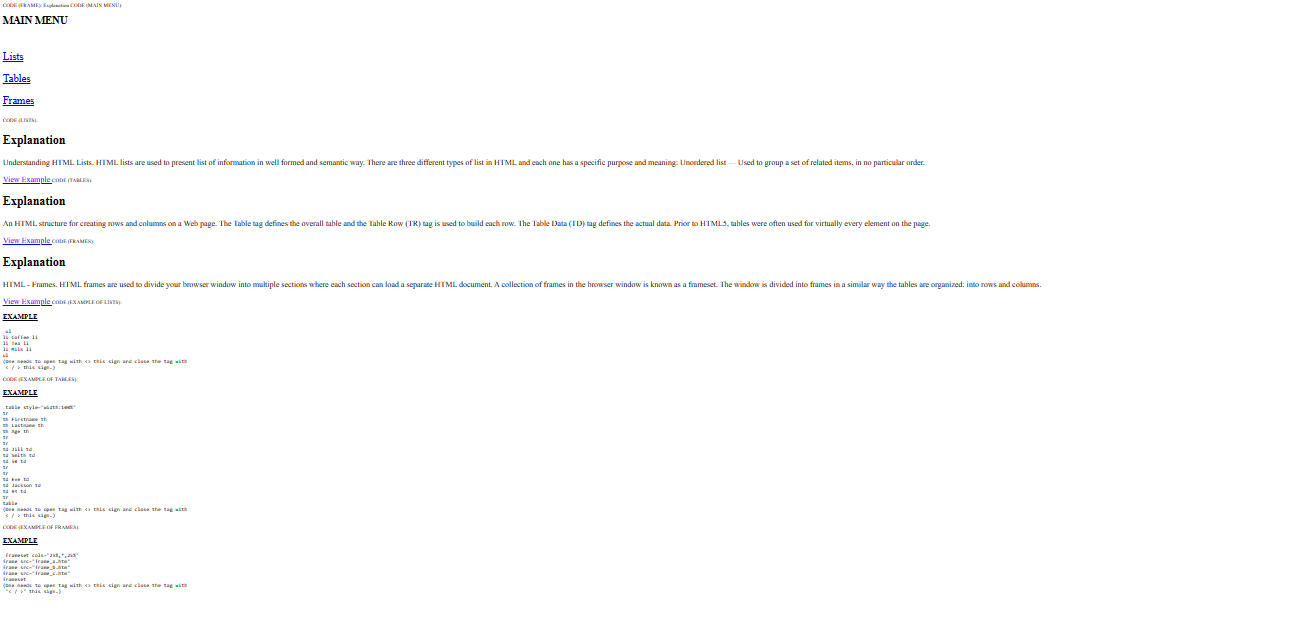 CODE (FRAME): Explanation CODE (MAIN MENU):
MAIN MENU
Lists
Tables
Frames
CODE (LISTS):
Explanation
Understanding HTML Lists. HTML lists are used to present list of information in well formed and semantic way. There are three different types of list in HTML and each one has a specific purpose and meaning: Unordered list — Used to group a set of related items, in no particular order.
View Example CODE (TABLES):
Explanation
An HTML structure for creating rows and columns on a Web page. The Table tag defines the overall table and the Table Row (TR) tag is used to build each row. The Table Data (TD) tag defines the actual data. Prior to HTML5, tables were often used for virtually every element on the page.
View Example CODE (FRAMES):
Explanation
HTML - Frames. HTML frames are used to divide your browser window into multiple sections where each section can load a separate HTML document. A collection of frames in the browser window is known as a frameset. The window is divided into frames in a similar way the tables are organized: into rows and columns.
View Example CODE (EXAMPLE OF LISTS):
EXAMPLE
ul
li Coffee li
li Tea li
li Milk li
ul
(One needs to open tag with <> this sign and close the tag with
< / > this sign.)
CODE (EXAMPLE OF TABLES):
EXAMPLE
table style="width:100%"
tr
th Firstname th
th Lastname th
th Age th
tr
tr
td Jill td
td Smith td
td 50 td
tr
tr
td Eve td
td Jackson td
td 94 td
tr
table
(One needs to open tag with <> this sign and close the tag with
< / > this sign.)
CODE (EXAMPLE OF FRAMES):
EXAMPLE
frameset cols="25%,*,25%"
frame src="frame_a.htm"
frame src="frame_b.htm"
frame src="frame_c.htm"
frameset
(One needs to open tag with <> this sign and close the tag with
"< / >" this sign.)